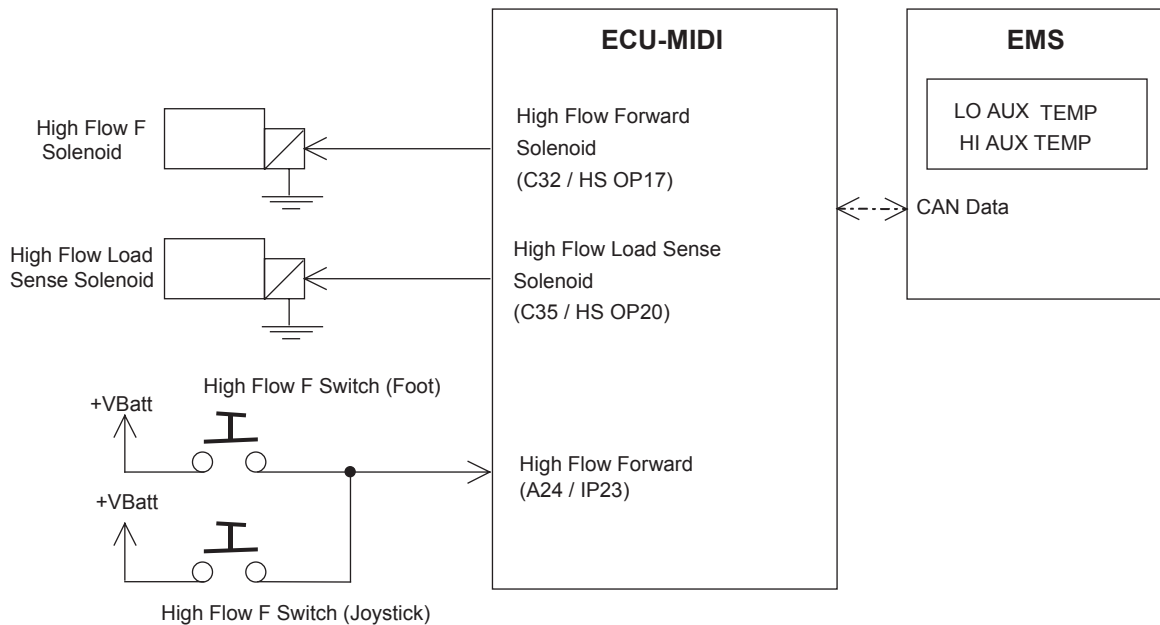 ECU-MIDI
EMS
High Flow F
Solenoid
High Flow Forward
Solenoid
(C32 / HS OP17)
LO AUX TEMP
HI AUX TEMP
CAN Data
High Flow Load
Sense Solenoid
High Flow Load Sense
Solenoid
(C35 / HS OP20)
High Flow F Switch (Foot)
+VBatt
High Flow Forward
(A24 / IP23)
+VBatt
High Flow F Switch (Joystick)